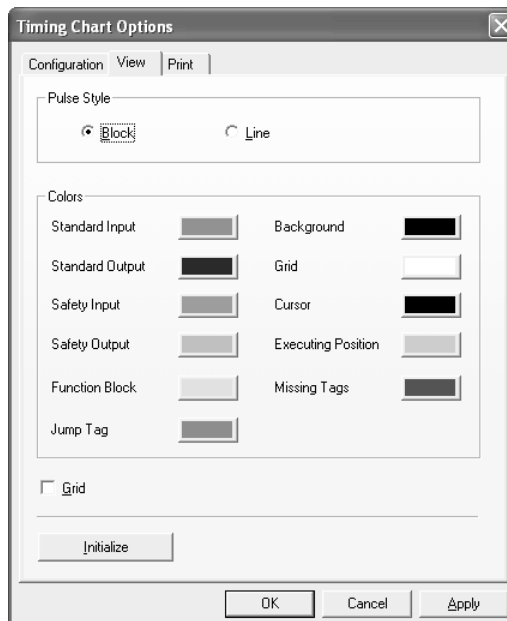 Timing Chart Options
Configuration View Print
Pulse Style
Block Line
Colors
Standard Input Background
Standard Output Grid
Safety Input Cursor
Safety Output Executing Position
Function Block Missing Tags
Jump Tag
Grid
Initialize
OK Cancel Apply